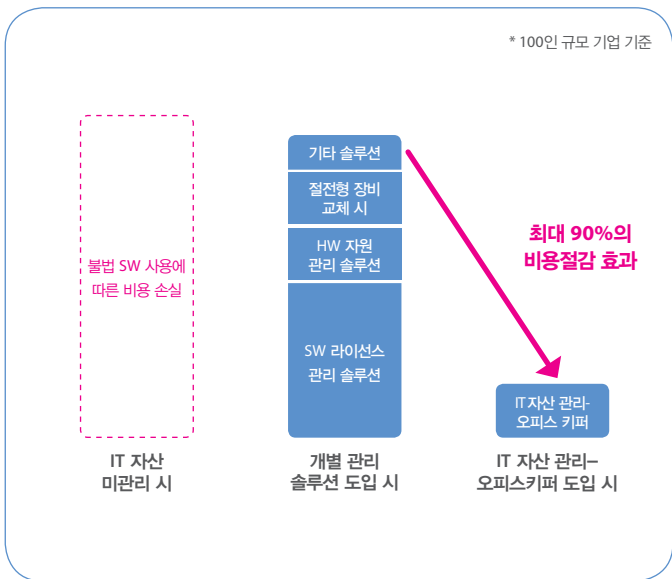 * 100인 규모 기업 기준
불법 SW 사용에
따른 비용 손실
기타 솔루션
절전형 장비
교체 시
HW 자원
관리 솔루션
SW 라이선스
관리 솔루션
최대 90%의
비용절감 효과
IT 자산 관리-
오피스 키퍼
IT 자산
미관리 시
개별 관리
솔루션 도입 시
IT 자산 관리–
오피스키퍼 도입 시